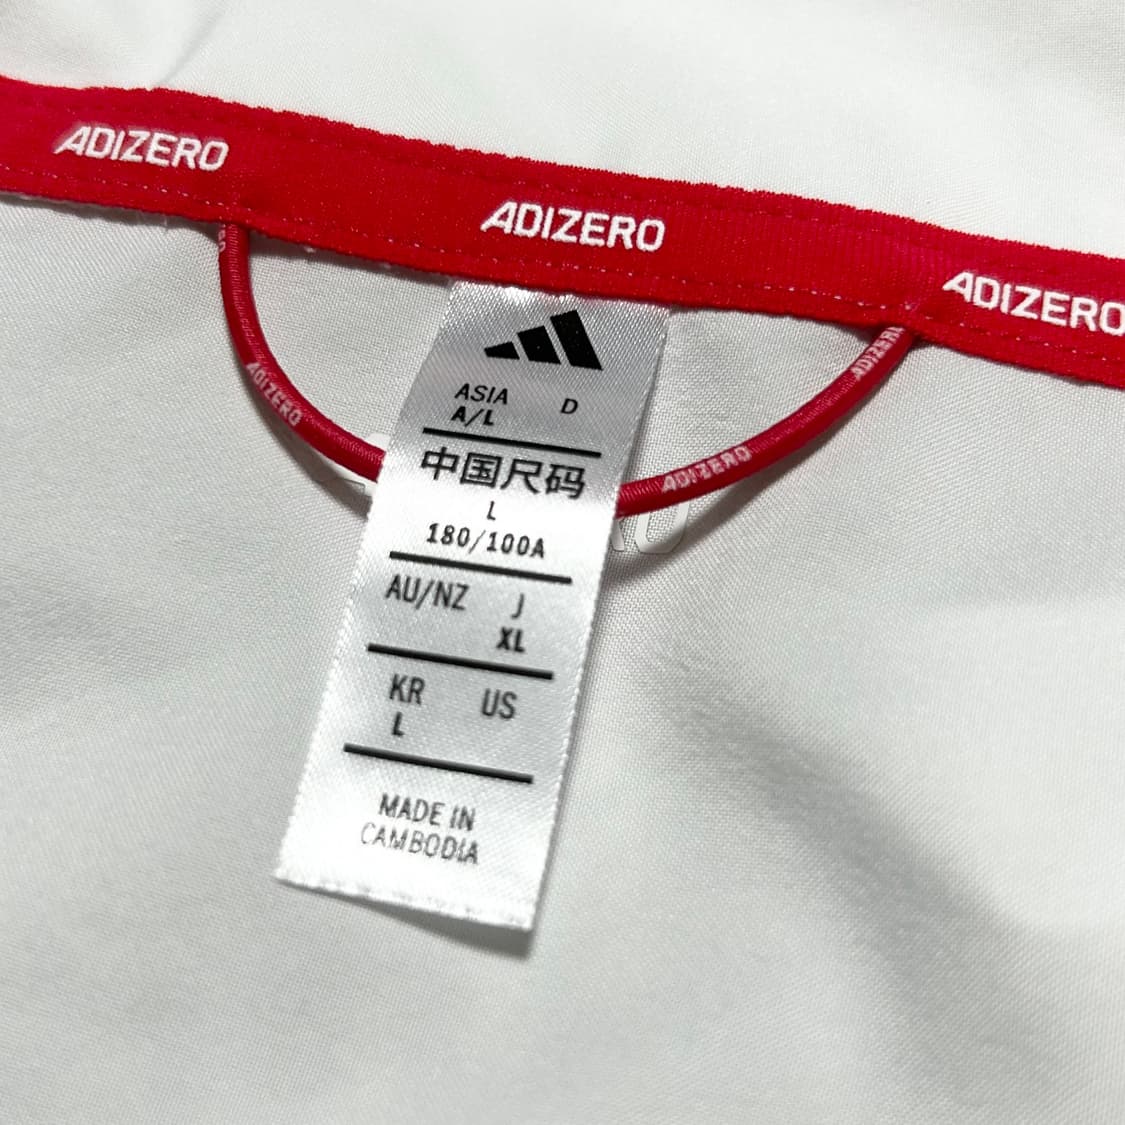 ADIZERO ADIZERO ADIZERO
ADIZERO ADIZERO ADIZERO
ASIA D
A/L
中国尺码
L
180/100A
AU/NZ J
XL
KR US
L
MADE IN
CAMBODIA